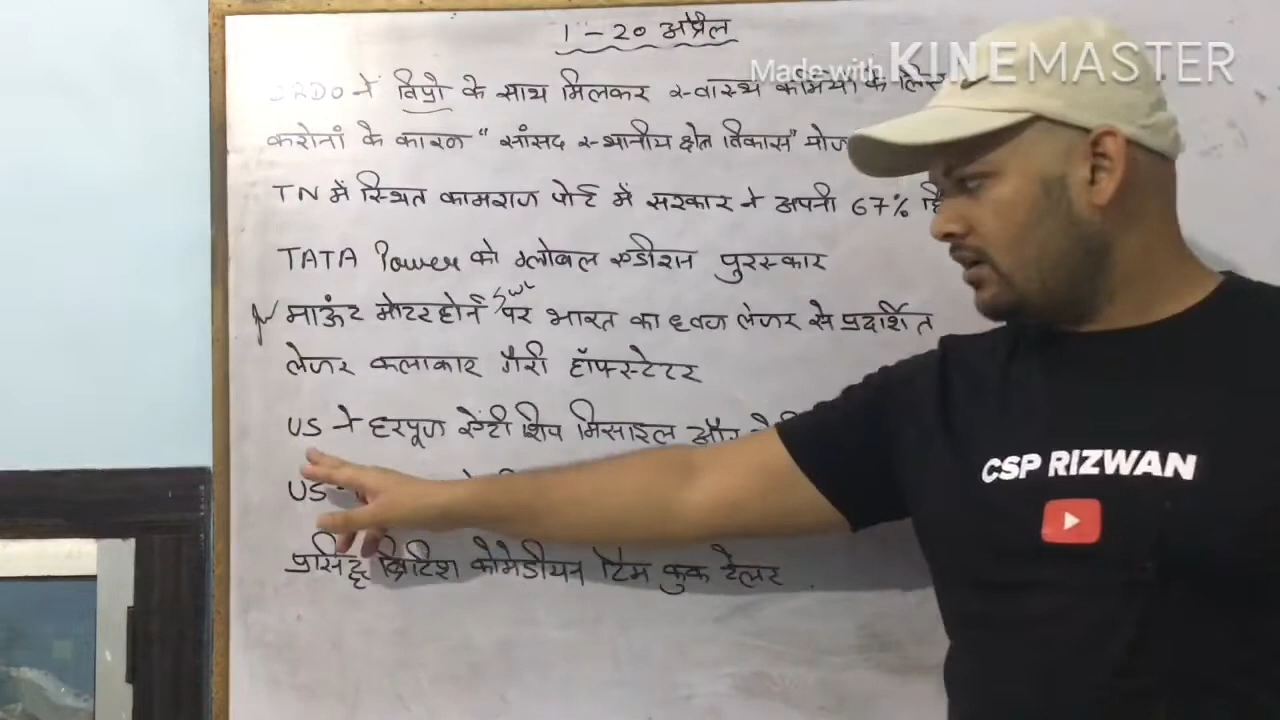 1 - 20 अप्रैल
Made with KINEMASTER
ने विप्रो के साथ मिलकर स्वास्थ्य कर्मियों के लिए
करोनां के कारण "सांसद स्थानीय क्षेत्र विकास"
TN में स्थित कामराज पोर्ट में सरकार ने अपनी 67%
TATA Power को ग्लोबल एडीशन पुरस्कार
माऊंट मेटरहोर्न पर भारत का ध्वज लेजर से प्रदर्शित
लेजर कलाकार गैरी हॉफस्टेटर
US ने हरपून एंटी शिप मिसाइल और
US
प्रसिद्ध ब्रिटिश कोमेडीयन टिम ब्रुक टेलर
CSP RIZWAN